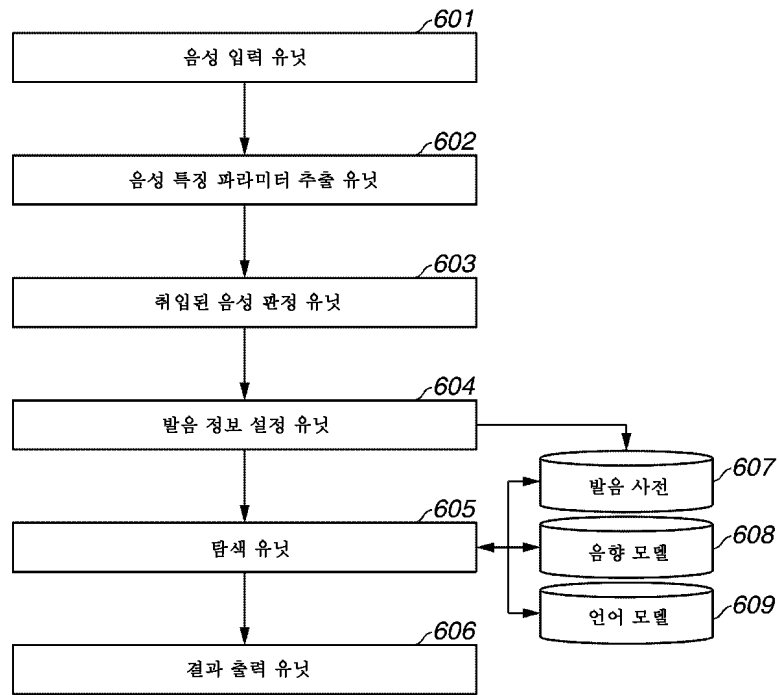 601
음성 입력 유닛
602
음성 특징 파라미터 추출 유닛
603
취입된 음성 판정 유닛
604
발음 정보 설정 유닛
607
발음 사전
605
탐색 유닛
608
음향 모델
609
언어 모델
606
결과 출력 유닛